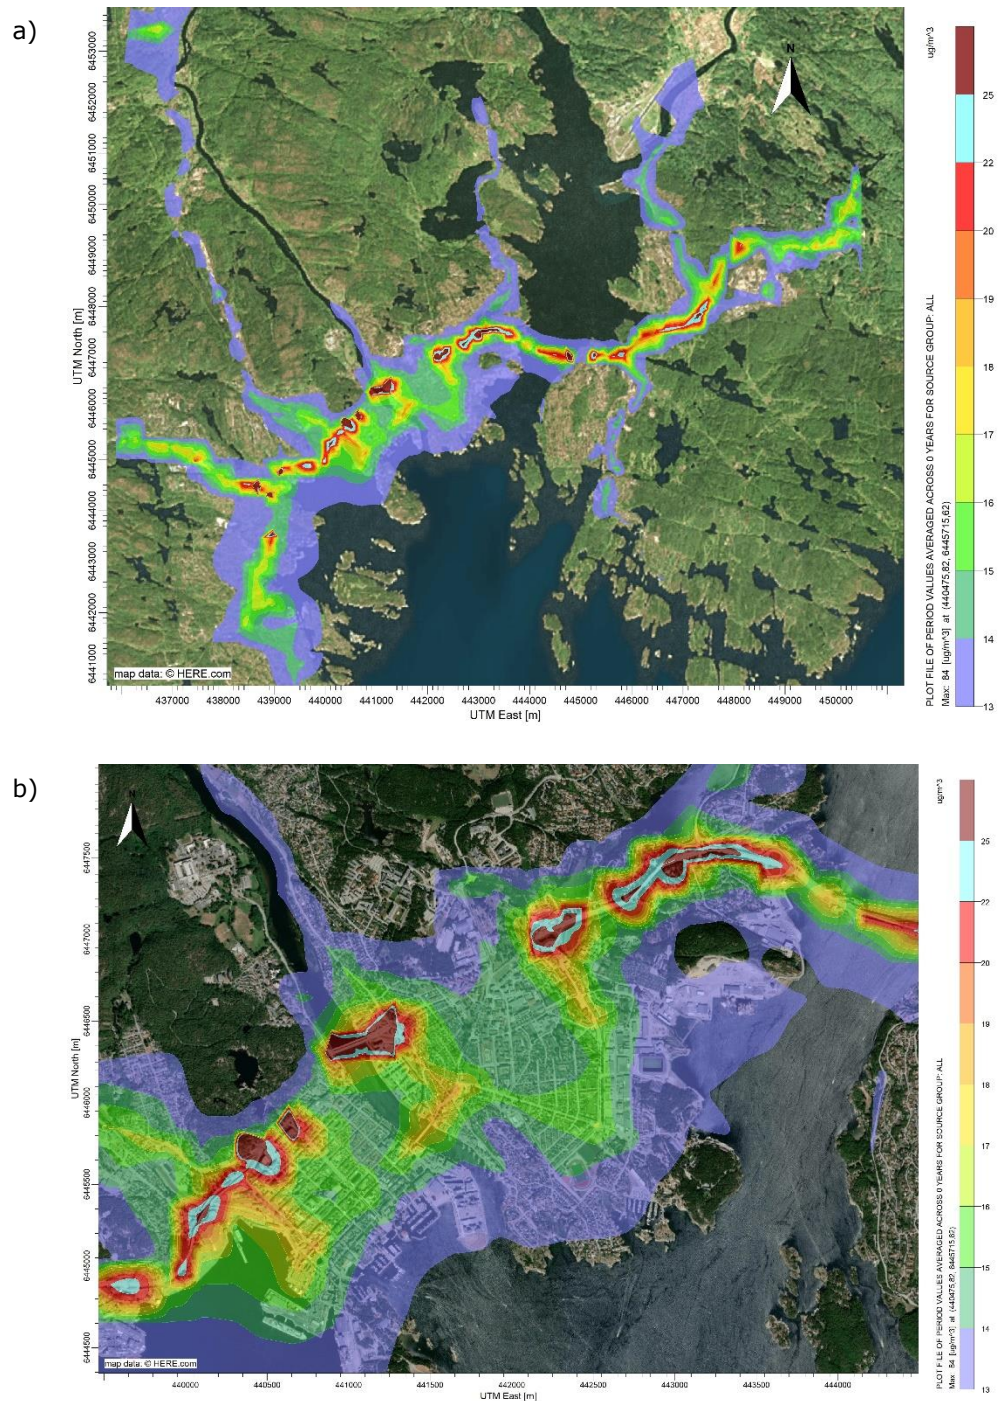 a)
N
UTM North [m]
6453000
6452000
6451000
6450000
6449000
6448000
6447000
6446000
6445000
6444000
6443000
6442000
6441000
map data: © HERE.com
437000 438000 439000 440000 441000 442000 443000 444000 445000 446000 447000 448000 449000 450000
UTM East [m]
ug/m^3
25
22
20
19
18
17
16
15
14
13
PLOT FILE OF PERIOD VALUES AVERAGED ACROSS 0 YEARS FOR SOURCE GROUP: ALL
Max: 84 [ug/m^3] at (440475,82, 6445715,62)
b)
N
UTM North [m]
6447500
6447000
6446500
6446000
6445500
6445000
6444500
map data: © HERE.com
440000 440500 441000 441500 442000 442500 443000 443500 444000
UTM East [m]
ug/m^3
25
22
20
19
18
17
16
15
14
13
PLOT FILE OF PERIOD VALUES AVERAGED ACROSS 0 YEARS FOR SOURCE GROUP: ALL
Max: 84 [ug/m^3] at (440475,82, 6445715,62)